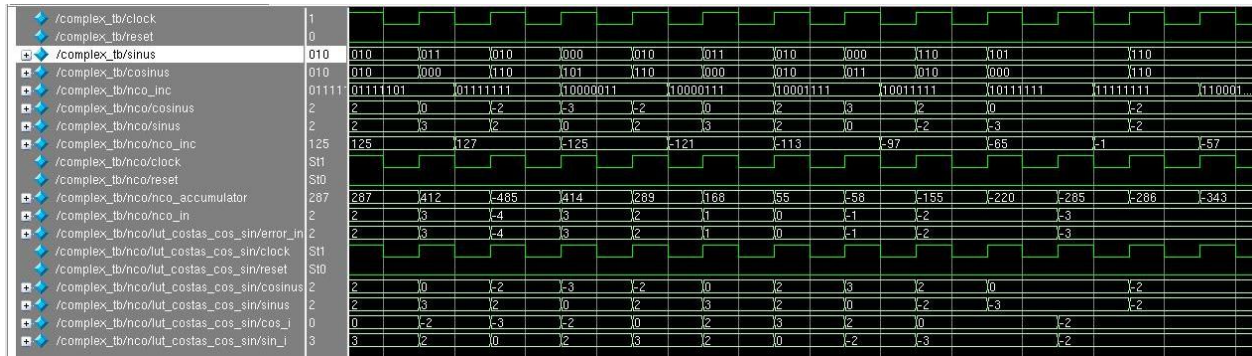 /complex_tb/clock 1
/complex_tb/reset 0
/complex_tb/sinus 010 010 011 010 000 010 011 010 000 110 101 110
/complex_tb/cosinus 010 010 000 110 101 110 000 010 011 010 000 110
/complex_tb/nco_inc 01111 01111101 01111111 10000011 10000111 10001111 10011111 10111111 11111111 110001...
/complex_tb/nco/cosinus 2 2 0 -2 -3 -2 0 2 3 2 0 -2
/complex_tb/nco/sinus 2 2 3 2 0 2 3 2 0 -2 -3 -2
/complex_tb/nco/nco_inc 125 125 127 -125 -121 -113 -97 -65 -1 -57
/complex_tb/nco/clock St1
/complex_tb/nco/reset St0
/complex_tb/nco/nco_accumulator 287 287 412 -485 414 289 168 55 -58 -155 -220 -285 -286 -343
/complex_tb/nco/nco_in 2 2 3 -4 3 2 1 0 -1 -2 -3
/complex_tb/nco/lut_costas_cos_sin/error_in 2 2 3 -4 3 2 1 0 -1 -2 -3
/complex_tb/nco/lut_costas_cos_sin/clock St1
/complex_tb/nco/lut_costas_cos_sin/reset St0
/complex_tb/nco/lut_costas_cos_sin/cosinus 2 2 0 -2 -3 -2 0 2 3 2 0 -2
/complex_tb/nco/lut_costas_cos_sin/sinus 2 2 3 2 0 2 3 2 0 -2 -3 -2
/complex_tb/nco/lut_costas_cos_sin/cos_i 0 0 -2 -3 -2 0 2 3 2 0 -2
/complex_tb/nco/lut_costas_cos_sin/sin_i 3 3 2 0 2 3 2 0 -2 -3 -2